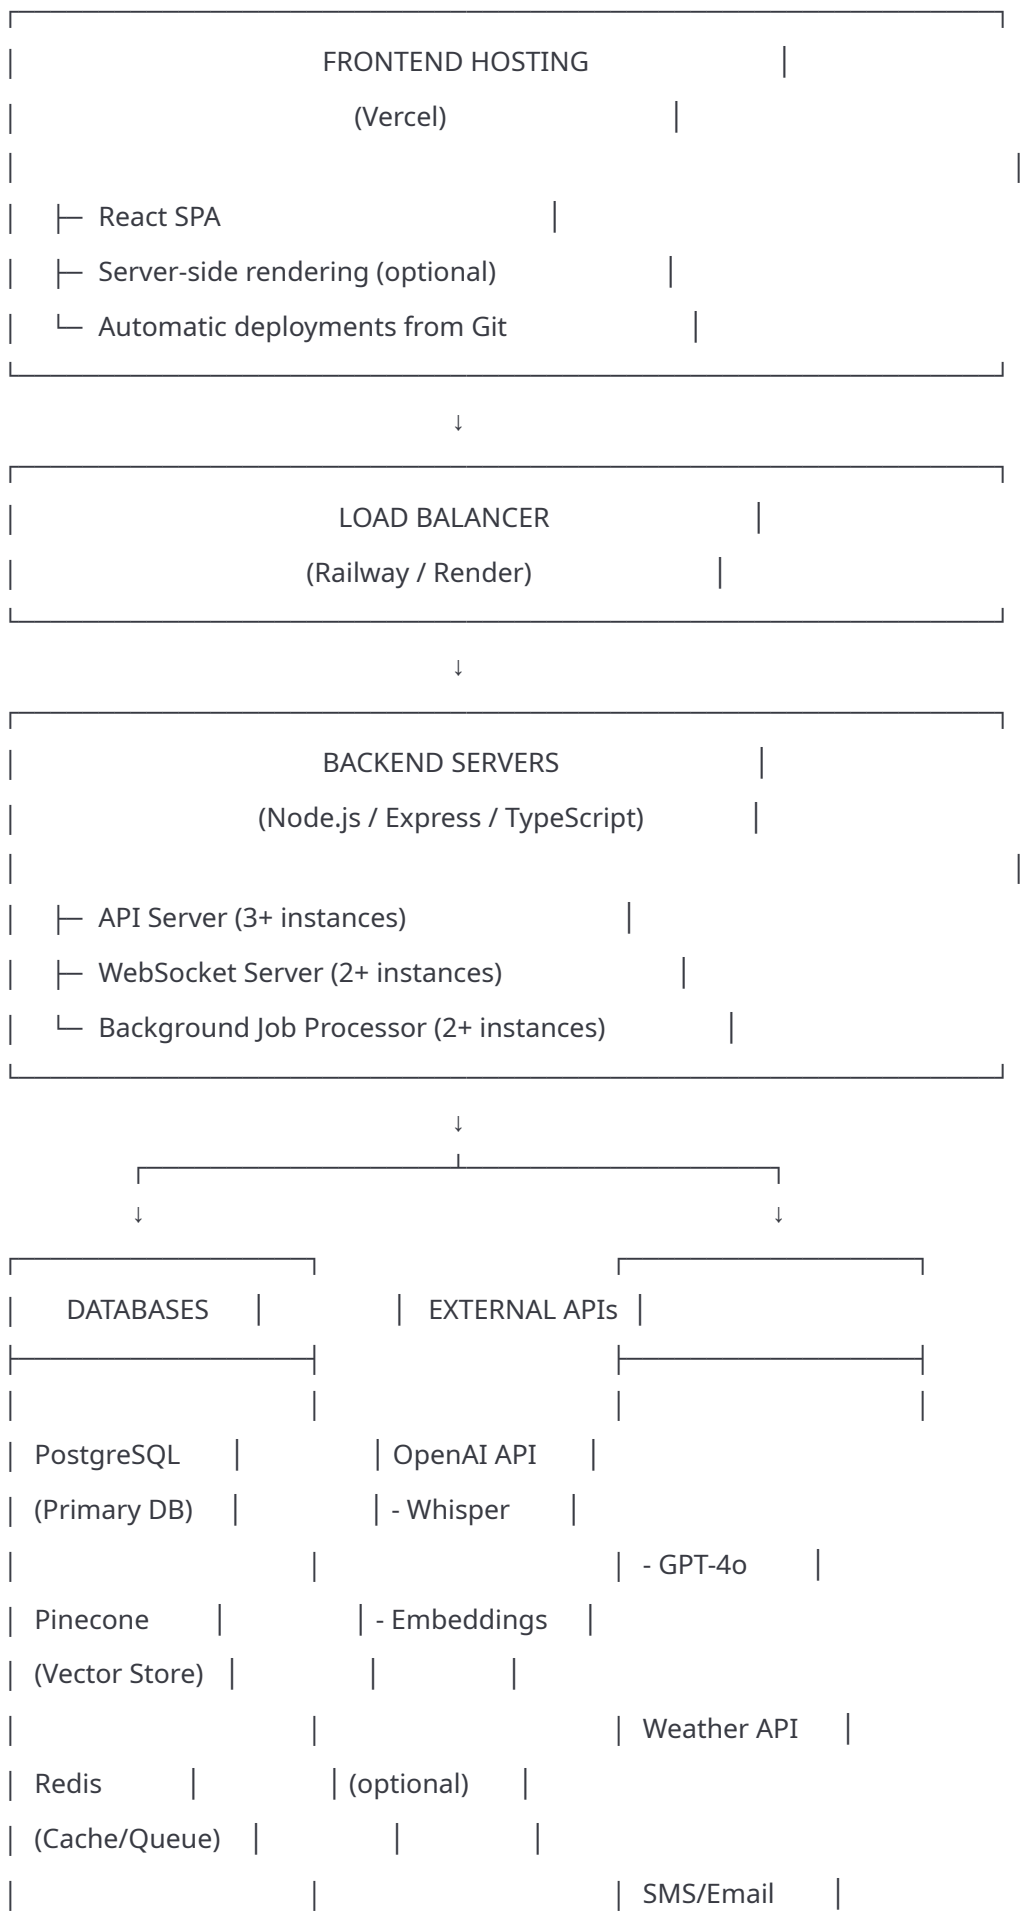 FRONTEND HOSTING
(Vercel)
├─ React SPA
├─ Server-side rendering (optional)
└─ Automatic deployments from Git
↓
LOAD BALANCER
(Railway / Render)
↓
BACKEND SERVERS
(Node.js / Express / TypeScript)
├─ API Server (3+ instances)
├─ WebSocket Server (2+ instances)
└─ Background Job Processor (2+ instances)
↓
↓ ↓
DATABASES EXTERNAL APIs
PostgreSQL OpenAI API
(Primary DB) - Whisper
- GPT-4o
Pinecone - Embeddings
(Vector Store)
Weather API
Redis (optional)
(Cache/Queue)
SMS/Email